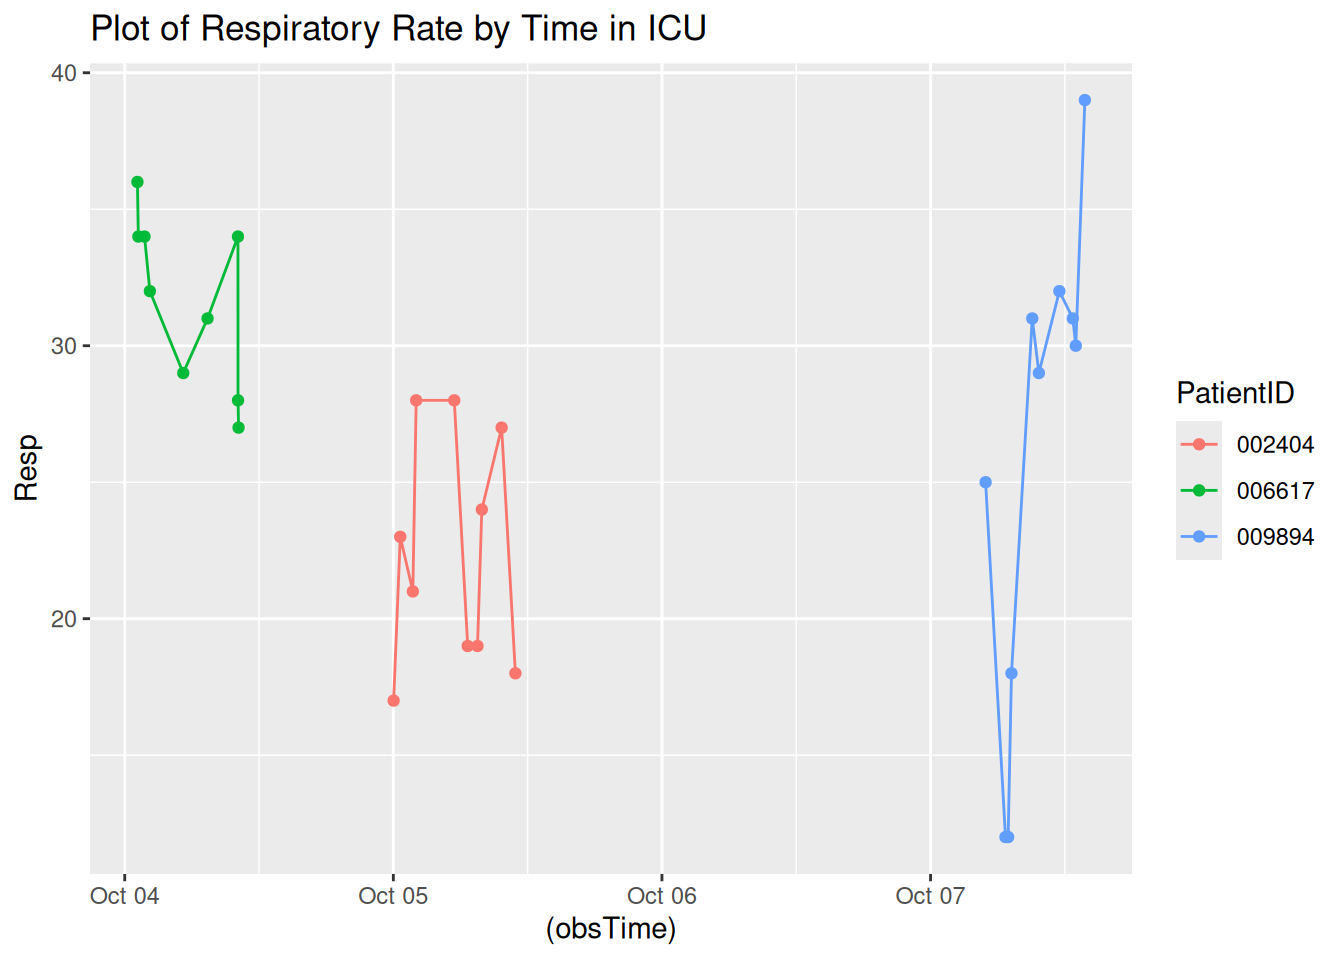 Plot of Respiratory Rate by Time in ICU
40
30
20
Resp
Oct 04
Oct 05
Oct 06
Oct 07
(obsTime)
PatientID
002404
006617
009894